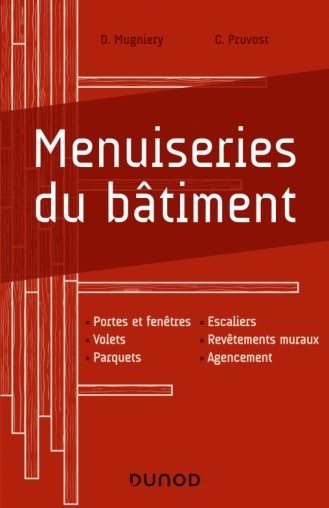 D. Mugniery C. Pruvost
Menuiseries
du bâtiment
• Portes et fenêtres • Escaliers
• Volets • Revêtements muraux
• Parquets • Agencement
DUNOD